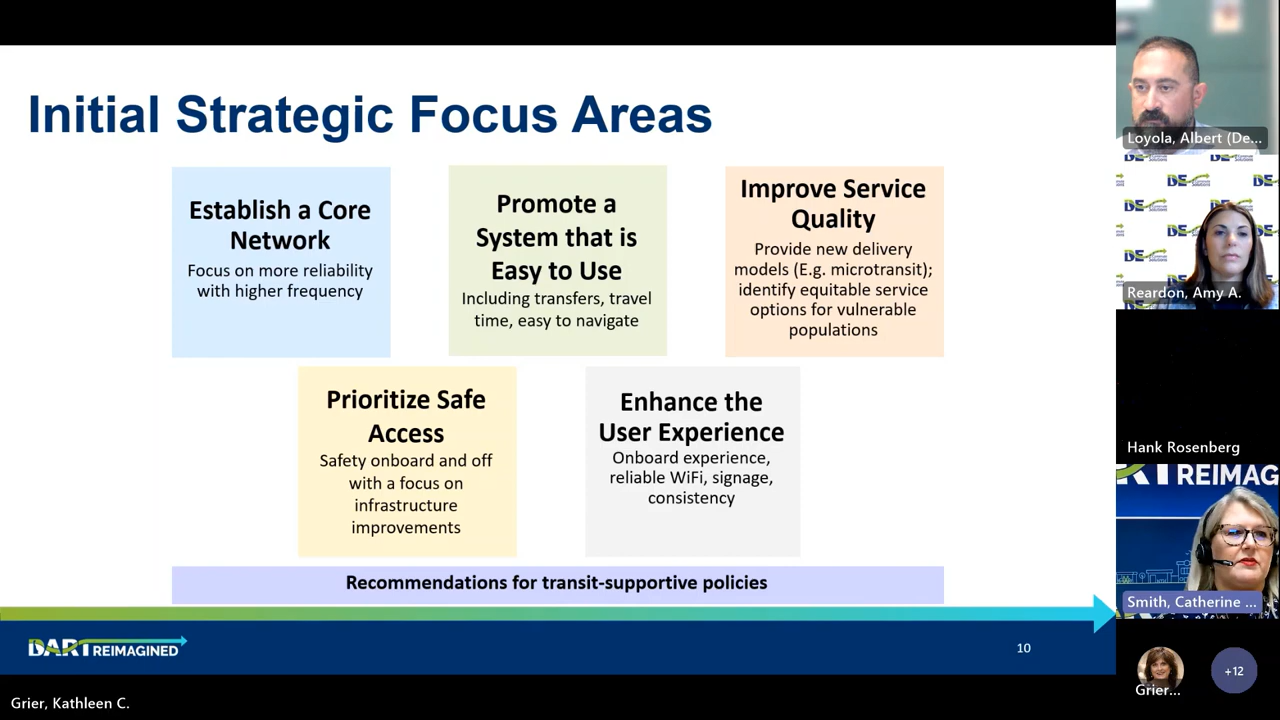 Initial Strategic Focus Areas
Establish a Core
Network
Focus on more reliability
with higher frequency
Promote a
System that is
Easy to Use
Including transfers, travel
time, easy to navigate
Improve Service
Quality
Provide new delivery
models (E.g. microtransit);
identify equitable service
options for vulnerable
populations
Prioritize Safe
Access
Safety onboard and off
with a focus on
infrastructure
improvements
Enhance the
User Experience
Onboard experience,
reliable WiFi, signage,
consistency
Recommendations for transit-supportive policies
DART REIMAGINED
10
Grier, Kathleen C.
Loyola, Albert (De...
Reardon, Amy A.
Hank Rosenberg
RT REIMAG
Smith, Catherine ...
Grier...
+12